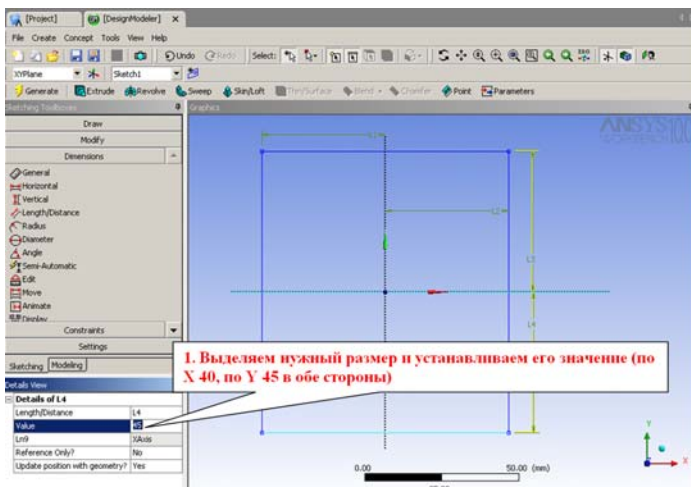 [Project]
[DesignModeler]
File Create Concept Tools View Help
Undo Redo Select:
XYPlane Sketch1
Generate Extrude Revolve Sweep Skin/Loft Thin/Surface Blend Chamfer Point Parameters
Sketching Toolboxes
Graphics
Draw
Modify
Dimensions
General
Horizontal
Vertical
Length/Distance
Radius
Diameter
Angle
Semi-Automatic
Edit
Move
Animate
Display
Constraints
Settings
Sketching Modeling
ANSYS
WORKBENCH
L2
L3
L4
1. Выделяем нужный размер и устанавливаем его значение (по
X 40, по Y 45 в обе стороны)
Details View
Details of L4
Length/Distance L4
Value 45
Ln9 XAxis
Reference Only? No
Update position with geometry? Yes
0.00 50.00 (mm)
Y
X